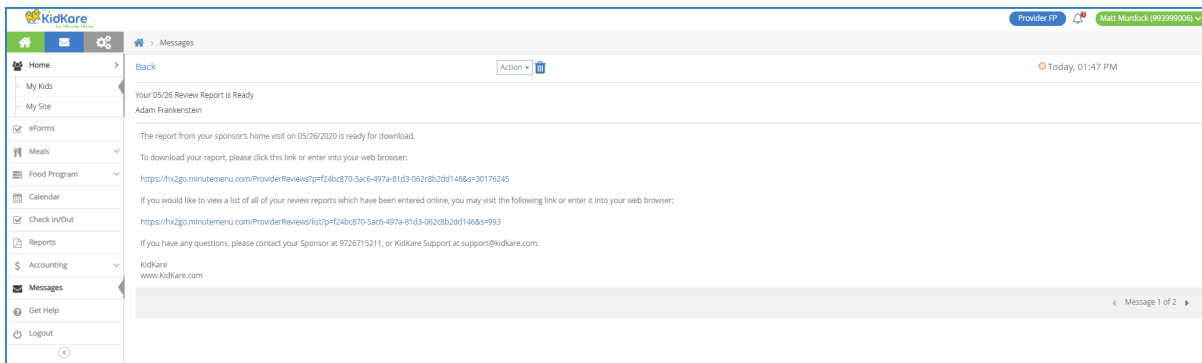 KidKare
by Minute Menu
Provider FP
Matt Murdock (993999006)
Messages
Home
My Kids
My Site
eForms
Meals
Food Program
Calendar
Check In/Out
Reports
Accounting
Messages
Get Help
Logout
Back
Action
Today, 01:47 PM
Your 05/26 Review Report is Ready
Adam Frankenstein
The report from your sponsor's home visit on 05/26/2020 is ready for download.
To download your report, please click this link or enter into your web browser:
https://hx2go.minutemenu.com/ProviderReviews?p=f24bc870-5ac6-497a-81d3-062c8b2dd146&s=30176245
If you would like to view a list of all of your review reports which have been entered online, you may visit the following link or enter it into your web browser:
https://hx2go.minutemenu.com/ProviderReviews/list?p=f24bc870-5ac6-497a-81d3-062c8b2dd146&s=993
If you have any questions, please contact your Sponsor at 9726715211, or KidKare Support at support@kidkare.com.
KidKare
www.KidKare.com
Message 1 of 2